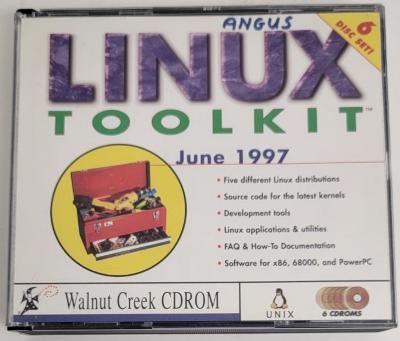 ANGUS
6
DISC SET!
LINUX
TOOLKIT™
June 1997
• Five different Linux distributions
• Source code for the latest kernels
• Development tools
• Linux applications & utilities
• FAQ & How-To Documentation
• Software for x86, 68000, and PowerPC
Walnut Creek CDROM
UNIX
6 CDROMS